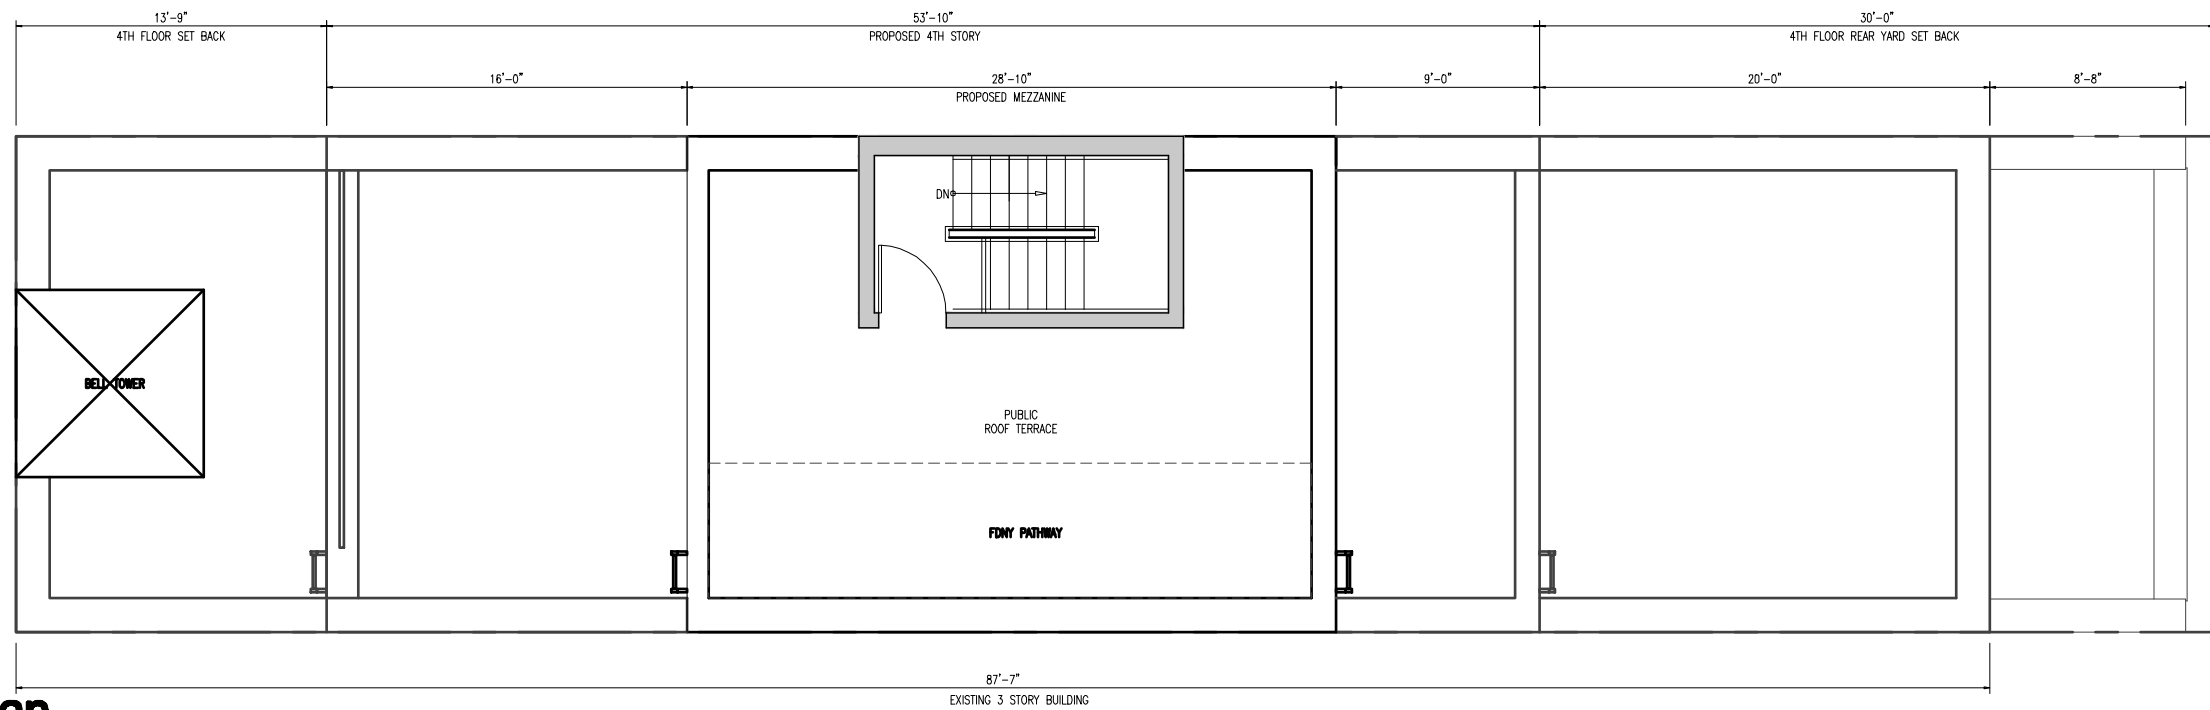 13'-9"
53'-10"
30'-0"
4TH FLOOR SET BACK
PROPOSED 4TH STORY
4TH FLOOR REAR YARD SET BACK
16'-0"
28'-10"
9'-0"
20'-0"
8'-8"
PROPOSED MEZZANINE
DN
BELL TOWER
PUBLIC
ROOF TERRACE
FDNY PATHWAY
87'-7"
EXISTING 3 STORY BUILDING